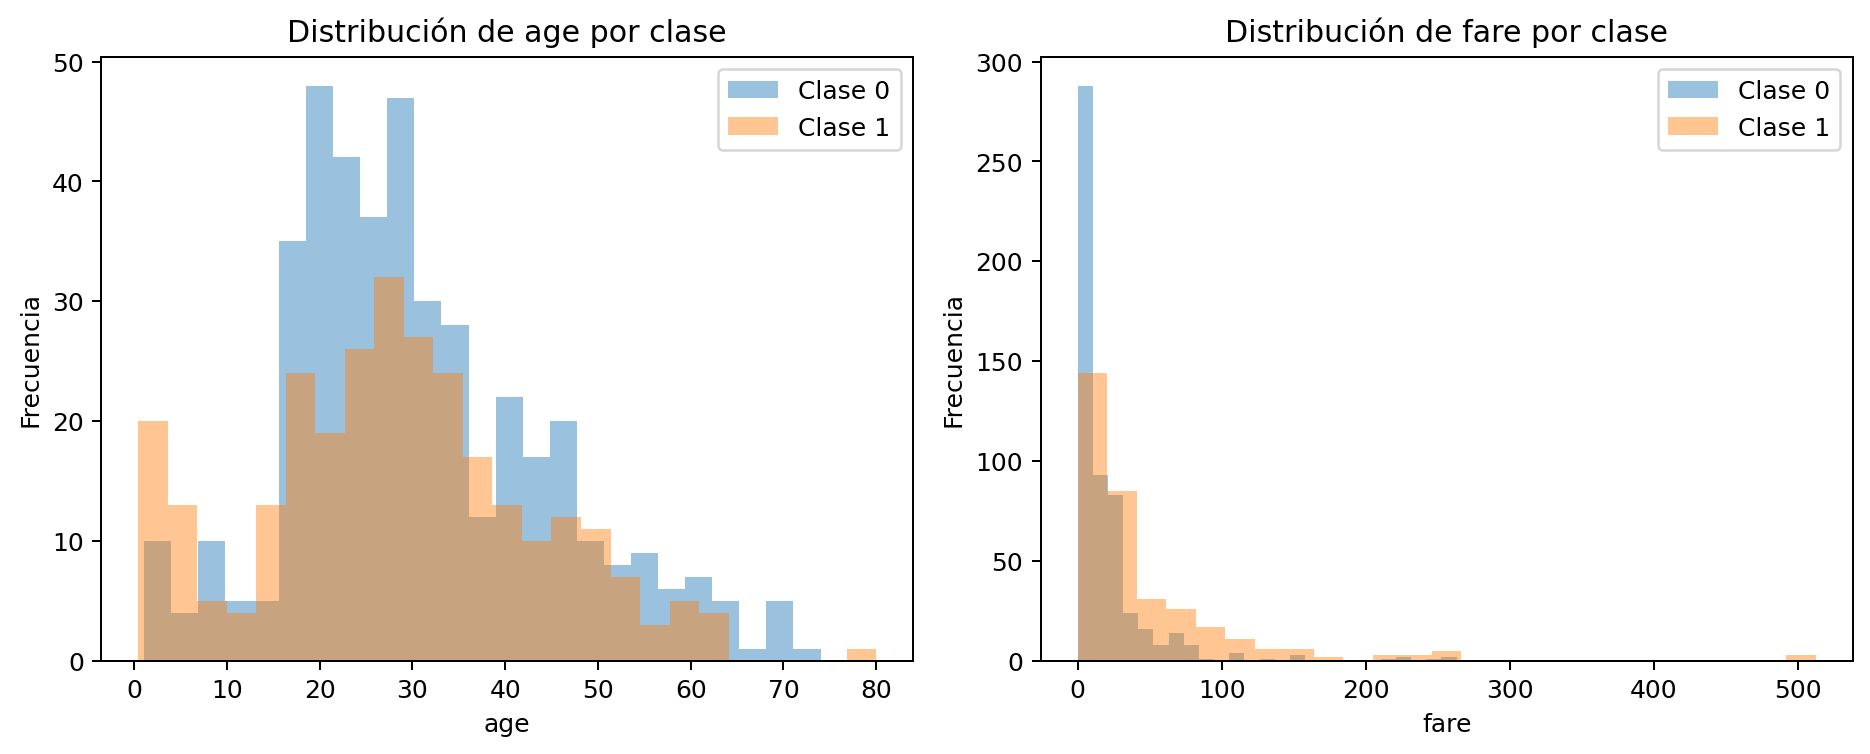 Distribución de age por clase
50
40
30
20
10
0
Frecuencia
Clase 0
Clase 1
0 10 20 30 40 50 60 70 80
age
Distribución de fare por clase
300
250
200
150
100
50
0
Frecuencia
Clase 0
Clase 1
0 100 200 300 400 500
fare